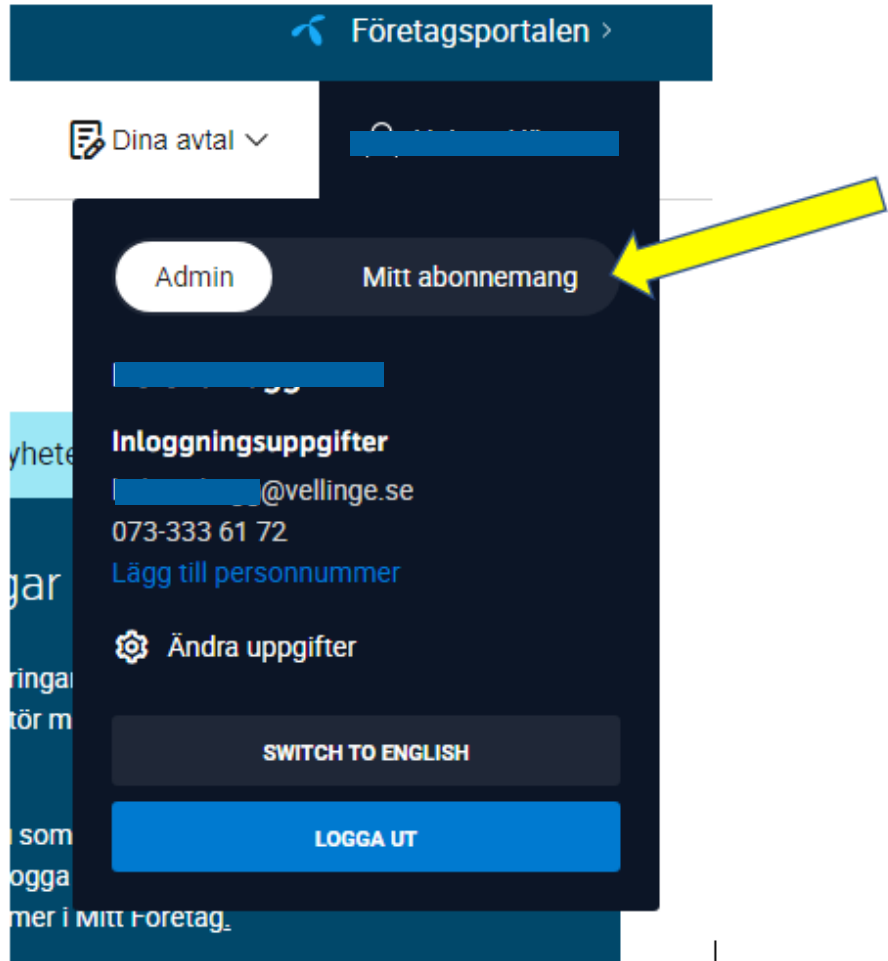 Företagsportalen
Dina avtal
Admin
Mitt abonnemang
Inloggningsuppgifter
@vellinge.se
073-333 61 72
Lägg till personnummer
Ändra uppgifter
SWITCH TO ENGLISH
som
LOGGA UT
mer i Mitt Företag.